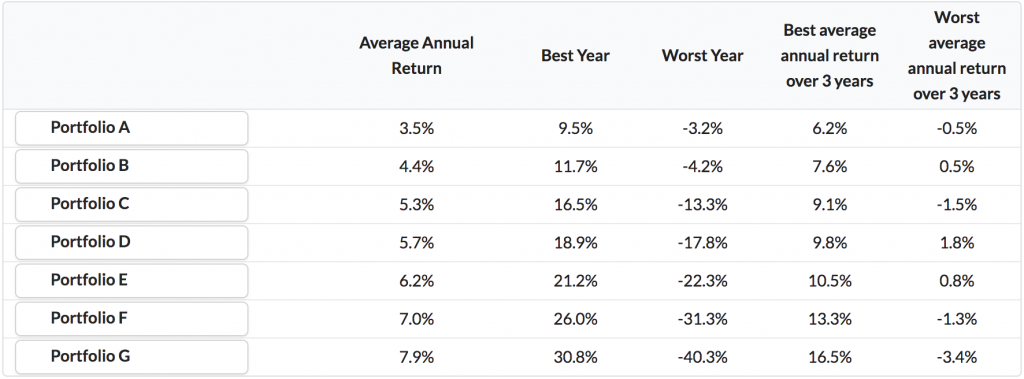 Average Annual
Return
Best Year
Worst Year
Best average
annual return
over 3 years
Worst
average
annual return
over 3 years
Portfolio A 3.5% 9.5% -3.2% 6.2% -0.5%
Portfolio B 4.4% 11.7% -4.2% 7.6% 0.5%
Portfolio C 5.3% 16.5% -13.3% 9.1% -1.5%
Portfolio D 5.7% 18.9% -17.8% 9.8% 1.8%
Portfolio E 6.2% 21.2% -22.3% 10.5% 0.8%
Portfolio F 7.0% 26.0% -31.3% 13.3% -1.3%
Portfolio G 7.9% 30.8% -40.3% 16.5% -3.4%